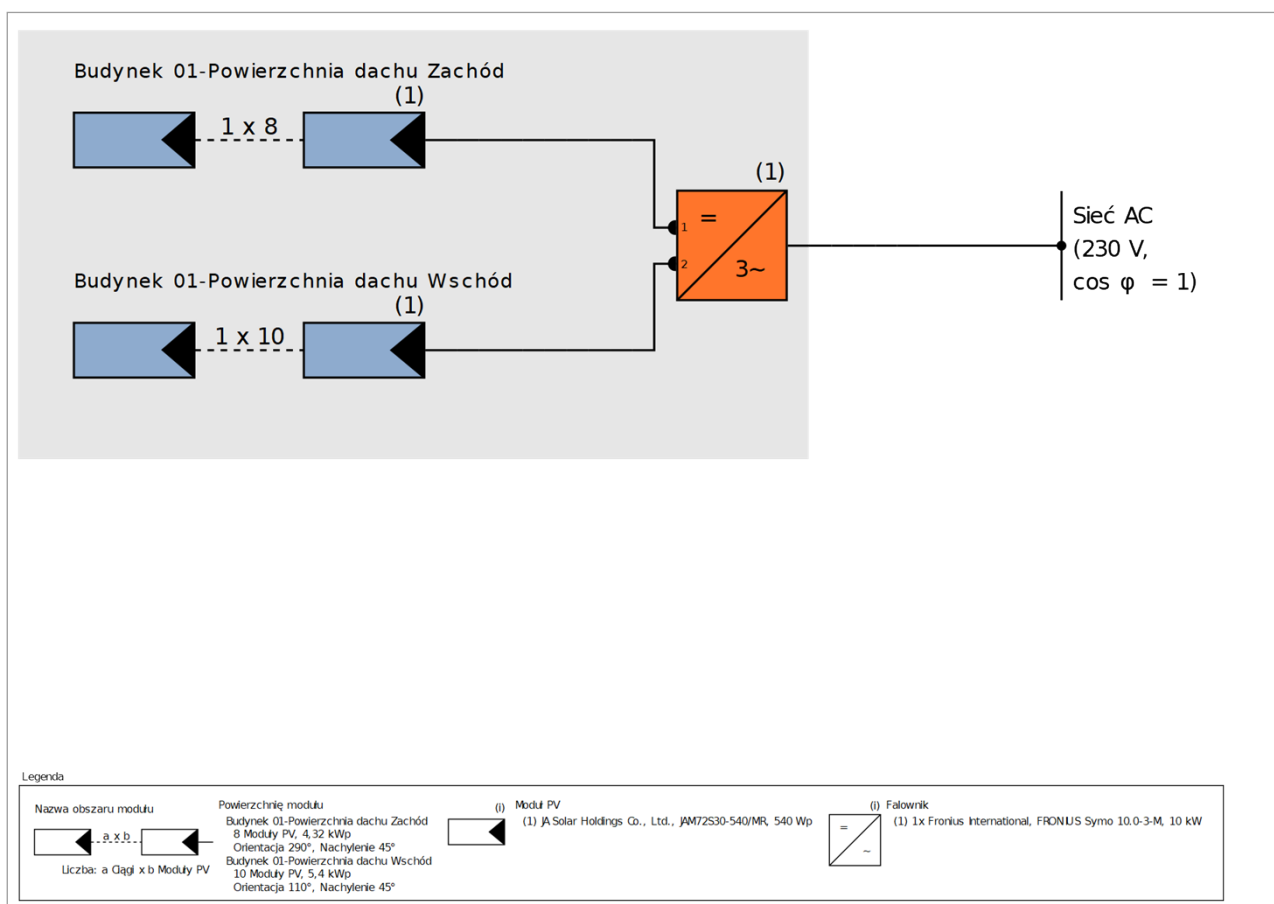 Budynek 01-Powierzchnia dachu Zachód
(1)
1 x 8
(1)
1 =
2 3~
Sieć AC
(230 V,
cos φ = 1)
Budynek 01-Powierzchnia dachu Wschód
(1)
1 x 10
Legenda
Nazwa obszaru modułu
a x b
Liczba: a Ciągi x b Moduły PV
Powierzchnię modułu
Budynek 01-Powierzchnia dachu Zachód
8 Moduły PV, 4,32 kWp
Orientacja 290°, Nachylenie 45°
Budynek 01-Powierzchnia dachu Wschód
10 Moduły PV, 5,4 kWp
Orientacja 110°, Nachylenie 45°
(i) Moduł PV
(1) JA Solar Holdings Co., Ltd., JAM72S30-540/MR, 540 Wp
(i) Falownik
= ~
(1) 1x Fronius International, FRONIUS Symo 10.0-3-M, 10 kW